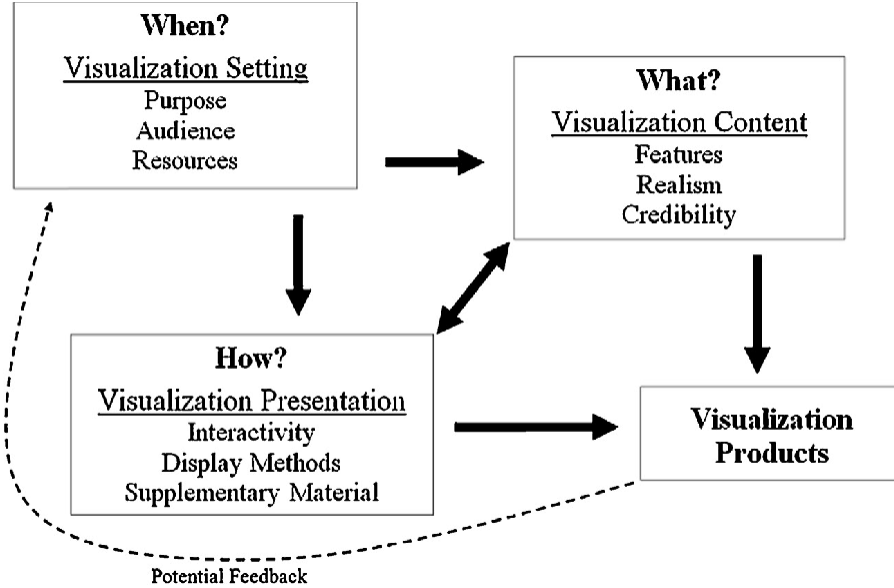 When?
Visualization Setting
Purpose
Audience
Resources
What?
Visualization Content
Features
Realism
Credibility
How?
Visualization Presentation
Interactivity
Display Methods
Supplementary Material
Visualization
Products
Potential Feedback